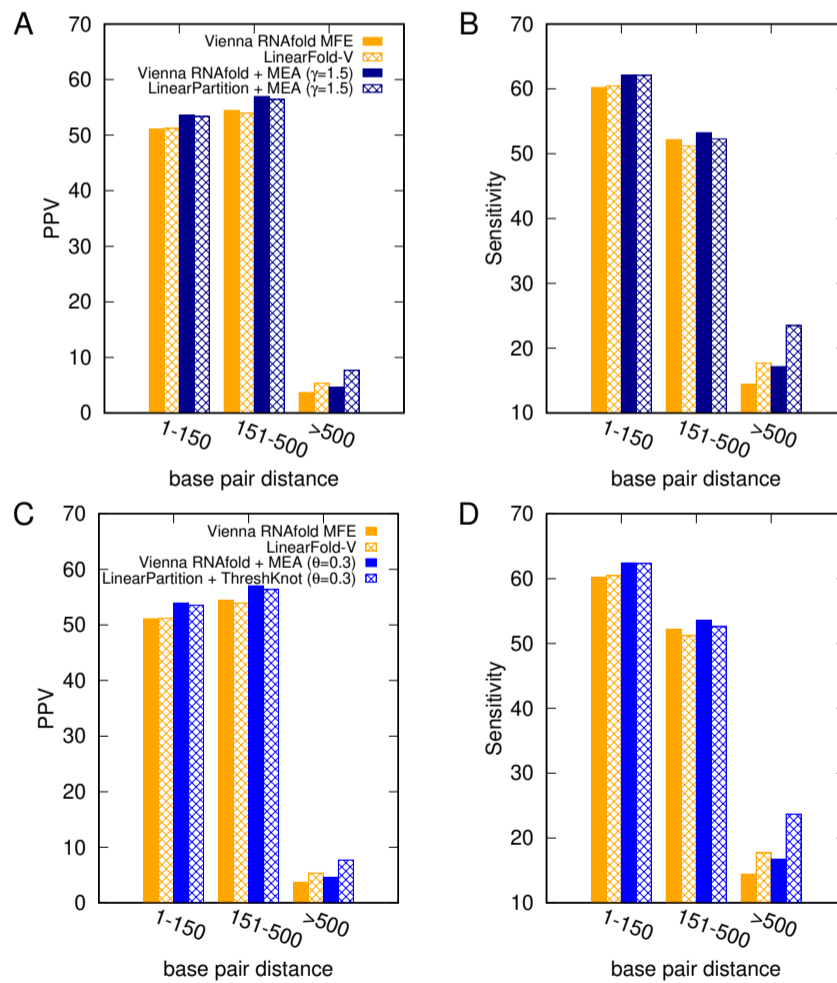 A
70
60
50
40
30
20
10
0
PPV
Vienna RNAfold MFE
LinearFold-V
Vienna RNAfold + MEA (γ=1.5)
LinearPartition + MEA (γ=1.5)
1-150
151-500
>500
base pair distance
B
70
60
50
40
30
20
10
Sensitivity
1-150
151-500
>500
base pair distance
C
70
60
50
40
30
20
10
0
PPV
Vienna RNAfold MFE
LinearFold-V
Vienna RNAfold + MEA (θ=0.3)
LinearPartition + ThreshKnot (θ=0.3)
1-150
151-500
>500
base pair distance
D
70
60
50
40
30
20
10
Sensitivity
1-150
151-500
>500
base pair distance